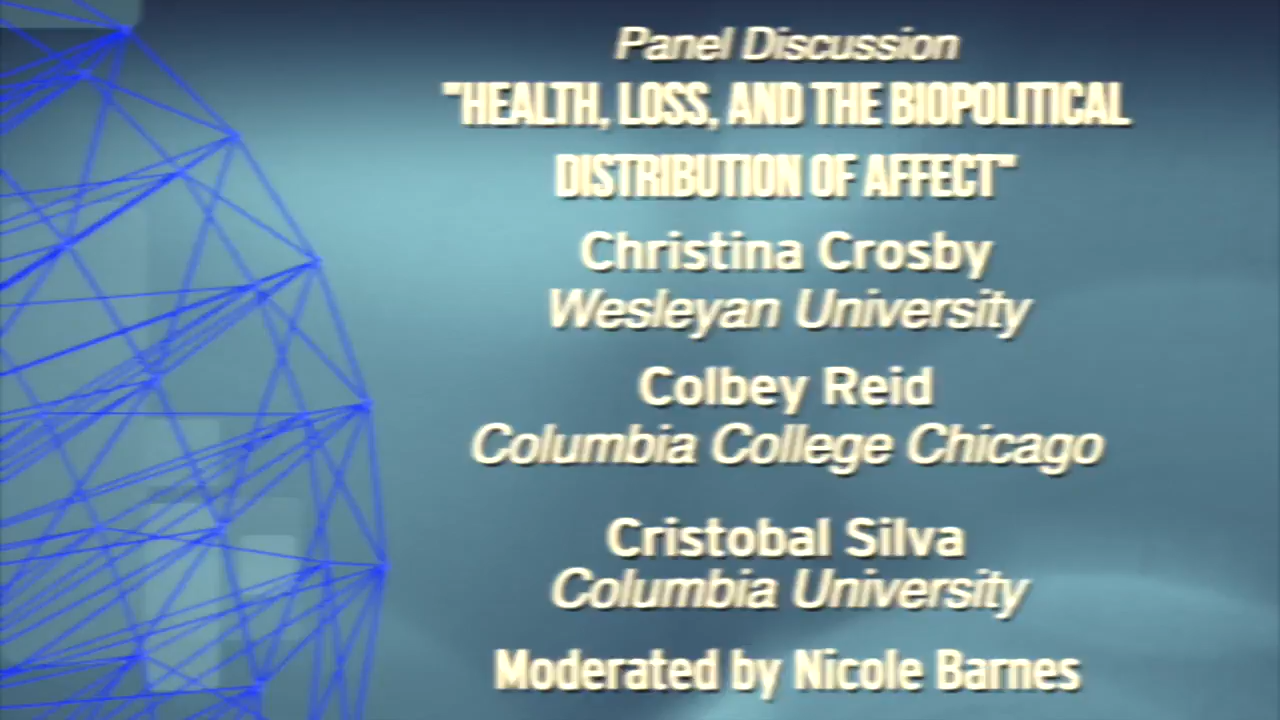 Panel Discussion
"HEALTH, LOSS, AND THE BIOPOLITICAL
DISTRIBUTION OF AFFECT"
Christina Crosby
Wesleyan University
Colbey Reid
Columbia College Chicago
Cristobal Silva
Columbia University
Moderated by Nicole Barnes